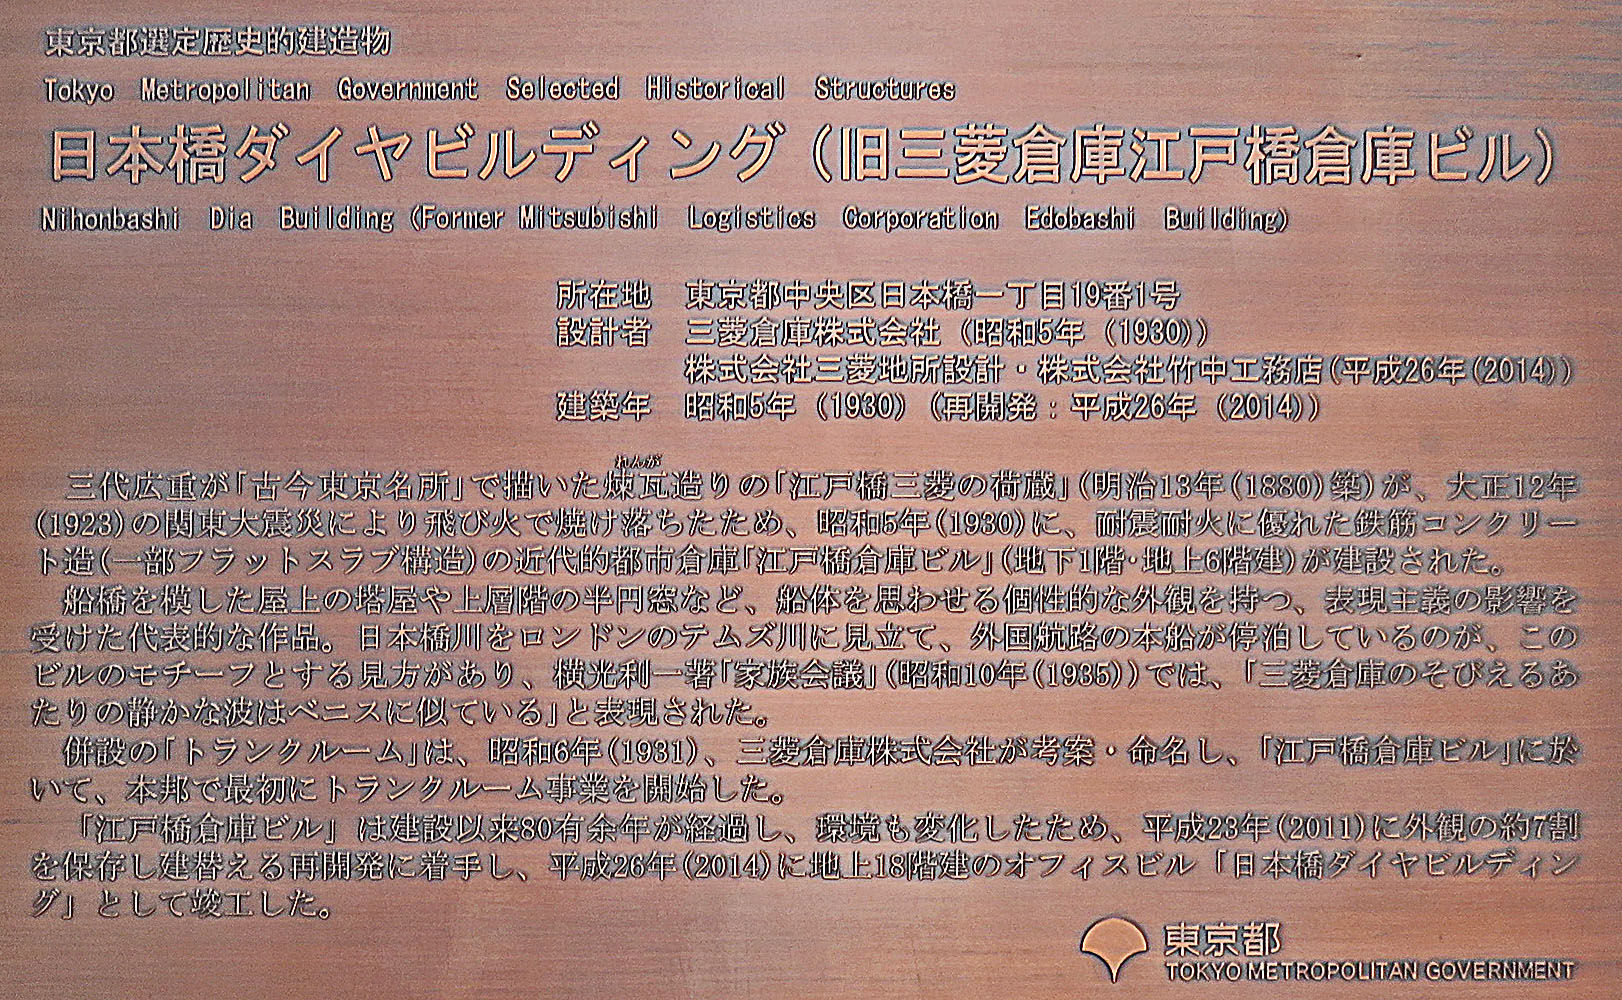 東京都選定歴史的建造物
Tokyo Metropolitan Government Selected Historical Structures
日本橋ダイヤビルディング（旧三菱倉庫江戸橋倉庫ビル）
Nihonbashi Dia Building (Former Mitsubishi Logistics Corporation Edobashi Building)
所在地 東京都中央区日本橋一丁目19番1号
設計者 三菱倉庫株式会社（昭和5年（1930））
株式会社三菱地所設計・株式会社竹中工務店(平成26年(2014))
建築年 昭和5年（1930）（再開発：平成26年（2014））
れんが
三代広重が「古今東京名所」で描いた煉瓦造りの「江戸橋三菱の荷蔵」(明治13年(1880)築)が、大正12年
(1923)の関東大震災により飛び火で焼け落ちたため、昭和5年(1930)に、耐震耐火に優れた鉄筋コンクリー
ト造(一部フラットスラブ構造)の近代的都市倉庫「江戸橋倉庫ビル」(地下1階・地上6階建)が建設された。
船橋を模した屋上の塔屋や上層階の半円窓など、船体を思わせる個性的な外観を持つ、表現主義の影響を
受けた代表的な作品。日本橋川をロンドンのテムズ川に見立て、外国航路の本船が停泊しているのが、この
ビルのモチーフとする見方があり、横光利一著「家族会議」(昭和10年(1935))では、「三菱倉庫のそびえるあ
たりの静かな波はベニスに似ている」と表現された。
併設の「トランクルーム」は、昭和6年(1931)、三菱倉庫株式会社が考案・命名し、「江戸橋倉庫ビル」に於
いて、本邦で最初にトランクルーム事業を開始した。
「江戸橋倉庫ビル」は建設以来80有余年が経過し、環境も変化したため、平成23年(2011)に外観の約7割
を保存し建替える再開発に着手し、平成26年(2014)に地上18階建のオフィスビル「日本橋ダイヤビルディン
グ」として竣工した。
東京都
TOKYO METROPOLITAN GOVERNMENT